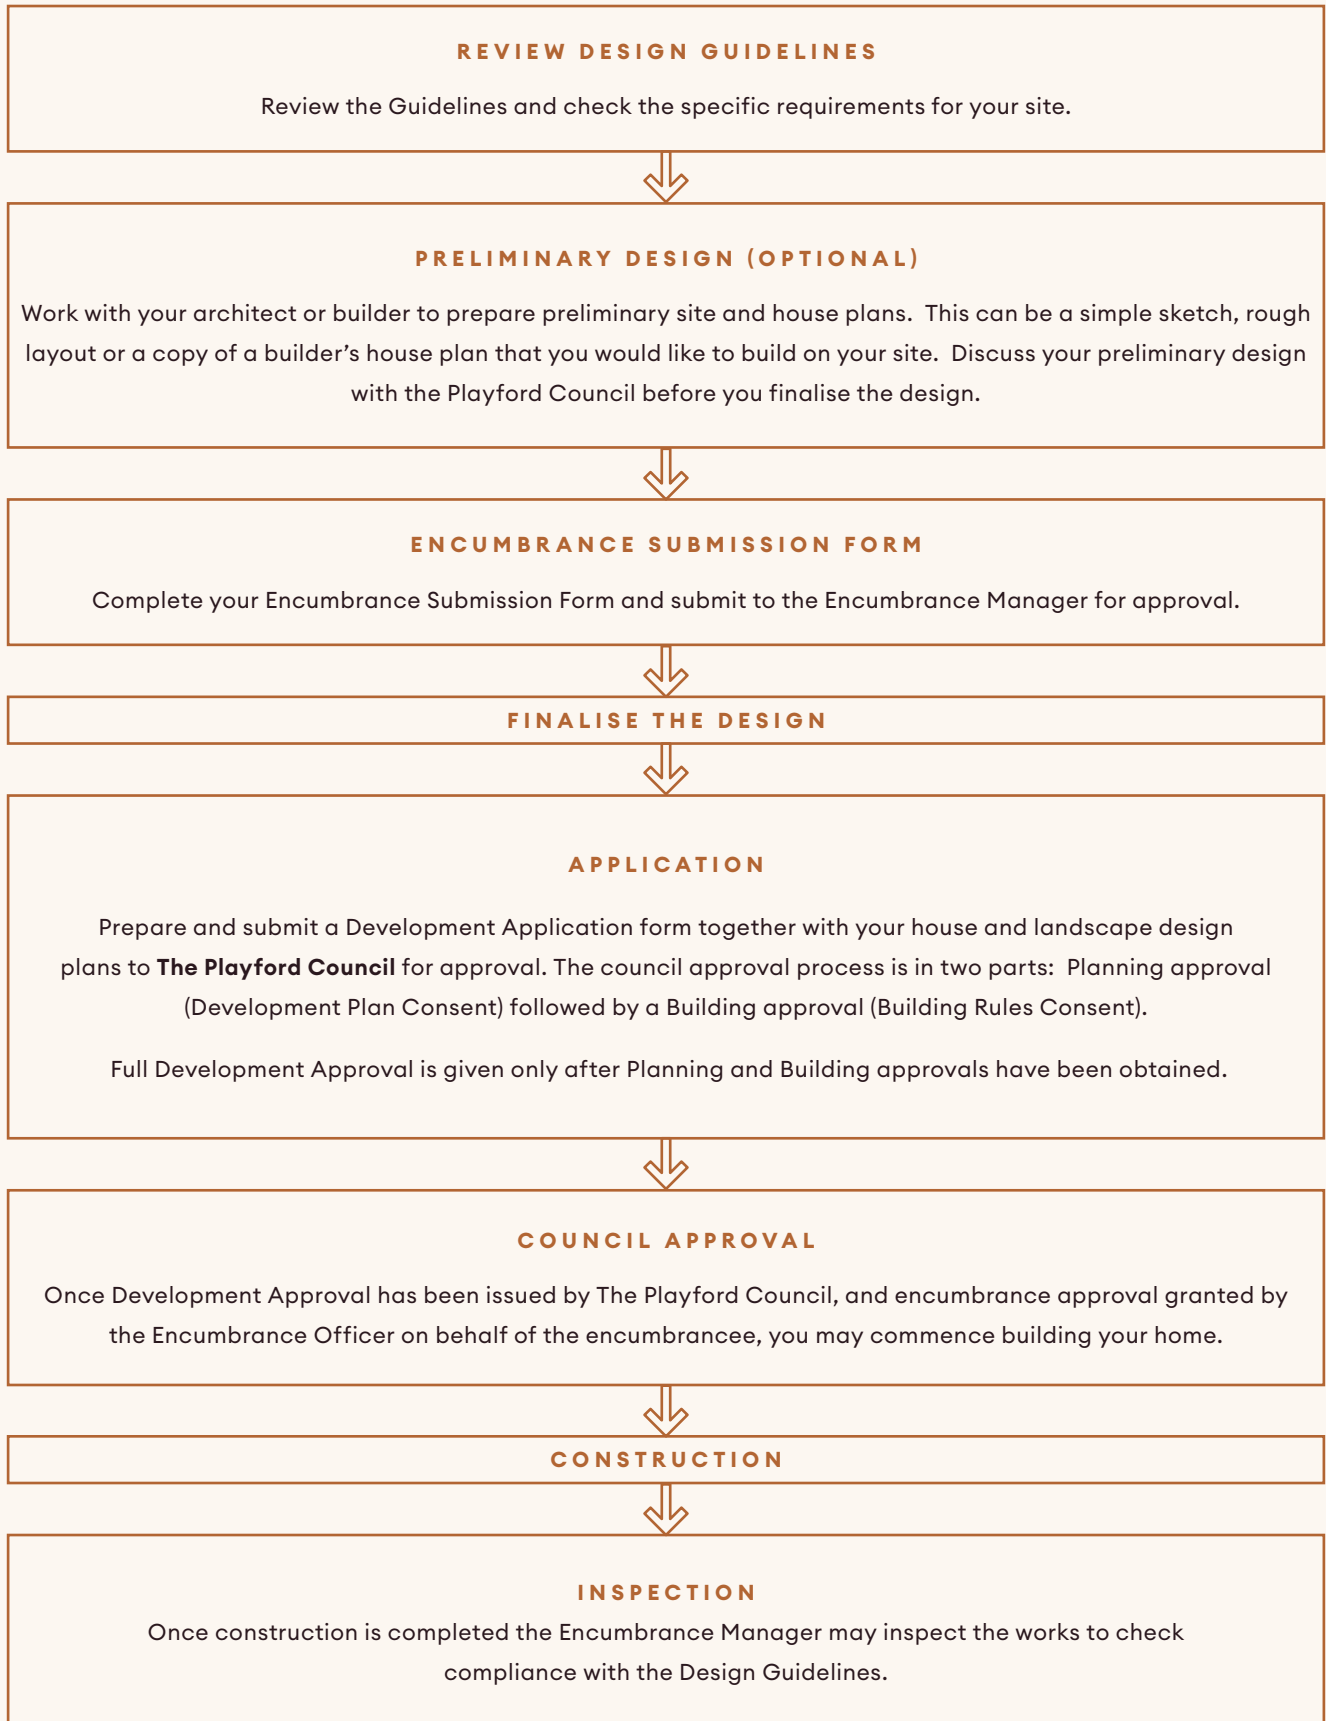 REVIEW DESIGN GUIDELINES
Review the Guidelines and check the specific requirements for your site.
PRELIMINARY DESIGN (OPTIONAL)
Work with your architect or builder to prepare preliminary site and house plans.  This can be a simple sketch, rough
layout or a copy of a builder’s house plan that you would like to build on your site.  Discuss your preliminary design
with the Playford Council before you finalise the design.
ENCUMBRANCE SUBMISSION FORM
Complete your Encumbrance Submission Form and submit to the Encumbrance Manager for approval.
FINALISE THE DESIGN
APPLICATION
Prepare and submit a Development Application form together with your house and landscape design
plans to The Playford Council for approval. The council approval process is in two parts:  Planning approval
(Development Plan Consent) followed by a Building approval (Building Rules Consent).
Full Development Approval is given only after Planning and Building approvals have been obtained.
COUNCIL APPROVAL
Once Development Approval has been issued by The Playford Council, and encumbrance approval granted by
the Encumbrance Officer on behalf of the encumbrancee, you may commence building your home.
CONSTRUCTION
INSPECTION
Once construction is completed the Encumbrance Manager may inspect the works to check
compliance with the Design Guidelines.